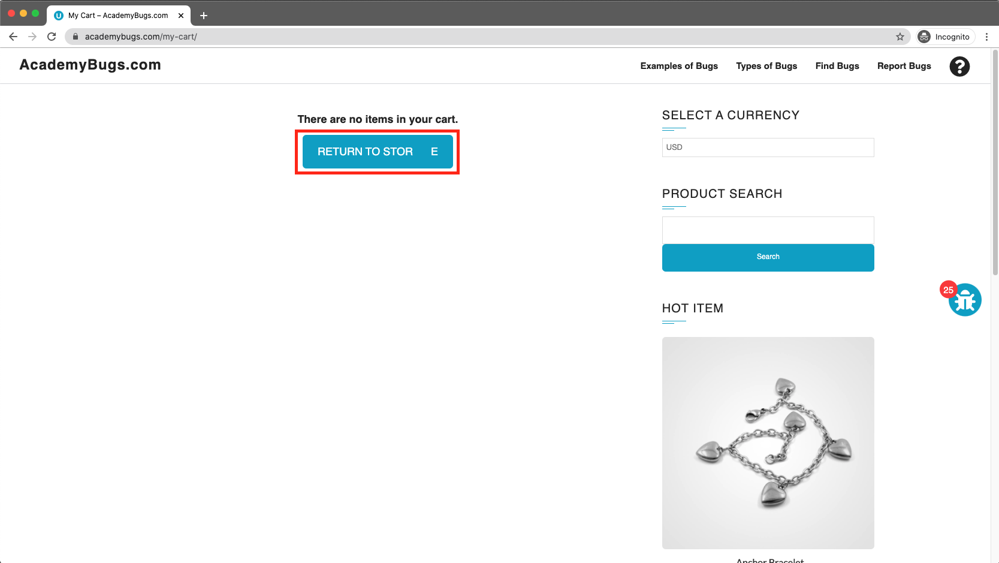 My Cart – AcademyBugs.com
academybugs.com/my-cart/
Incognito
AcademyBugs.com
Examples of Bugs
Types of Bugs
Find Bugs
Report Bugs
?
There are no items in your cart.
RETURN TO STOR E
SELECT A CURRENCY
USD
PRODUCT SEARCH
Search
25
HOT ITEM
Anchor Bracelet